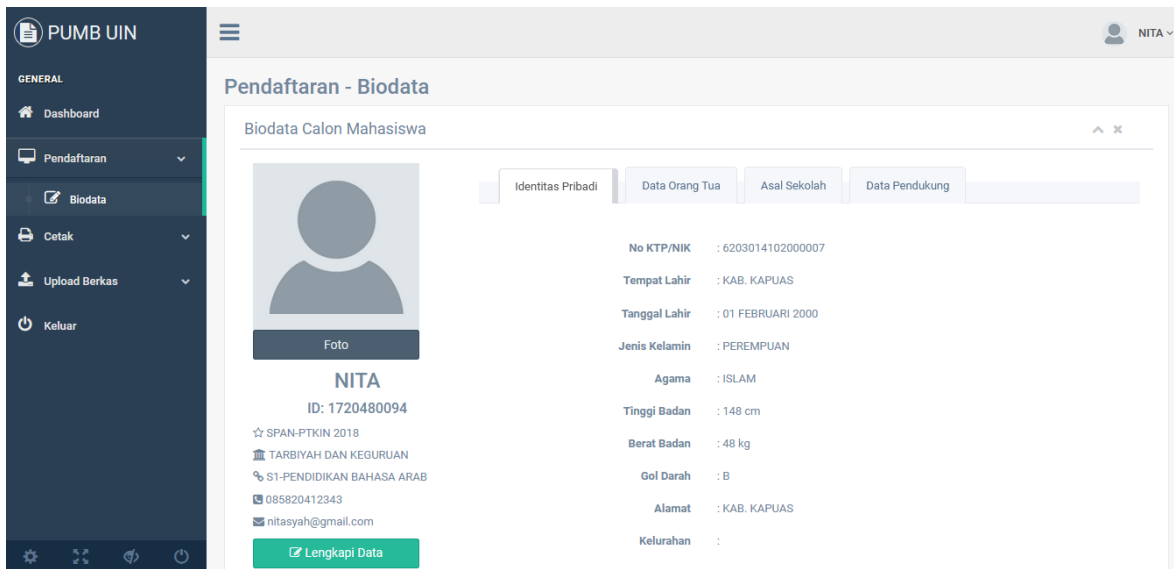 PUMB UIN
NITA
GENERAL
Dashboard
Pendaftaran
Biodata
Cetak
Upload Berkas
Keluar
Pendaftaran - Biodata
Biodata Calon Mahasiswa
Foto
NITA
ID: 1720480094
SPAN-PTKIN 2018
TARBIYAH DAN KEGURUAN
S1-PENDIDIKAN BAHASA ARAB
085820412343
nitasyah@gmail.com
Lengkapi Data
Identitas Pribadi Data Orang Tua Asal Sekolah Data Pendukung
No KTP/NIK : 6203014102000007
Tempat Lahir : KAB. KAPUAS
Tanggal Lahir : 01 FEBRUARI 2000
Jenis Kelamin : PEREMPUAN
Agama : ISLAM
Tinggi Badan : 148 cm
Berat Badan : 48 kg
Gol Darah : B
Alamat : KAB. KAPUAS
Kelurahan :